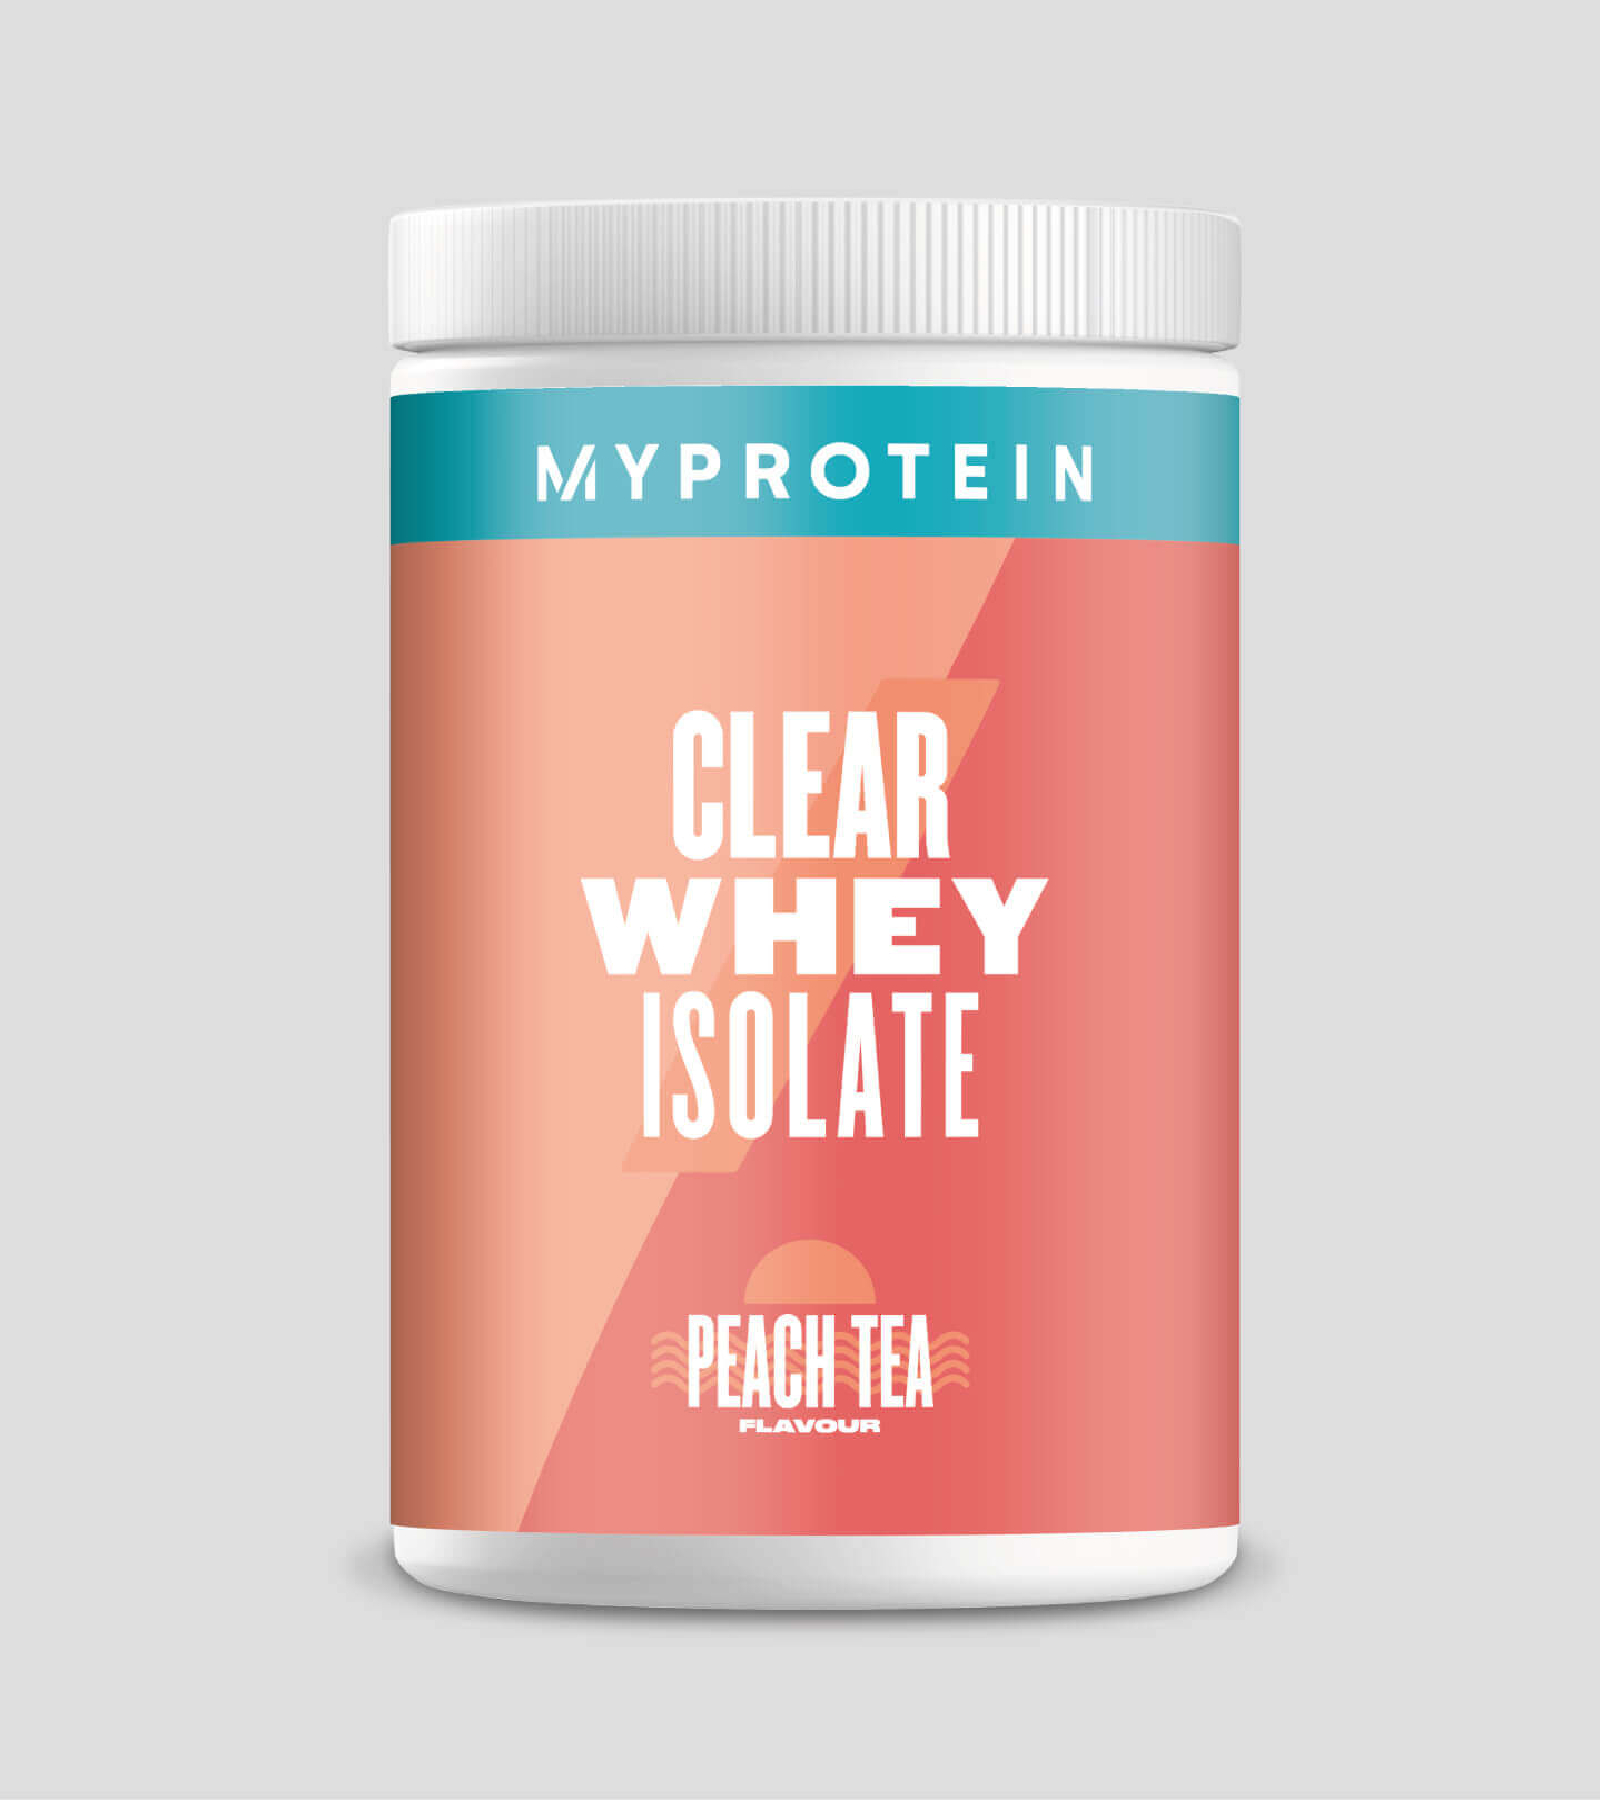 MYPROTEIN
CLEAR
WHEY
ISOLATE
PEACH TEA
FLAVOUR